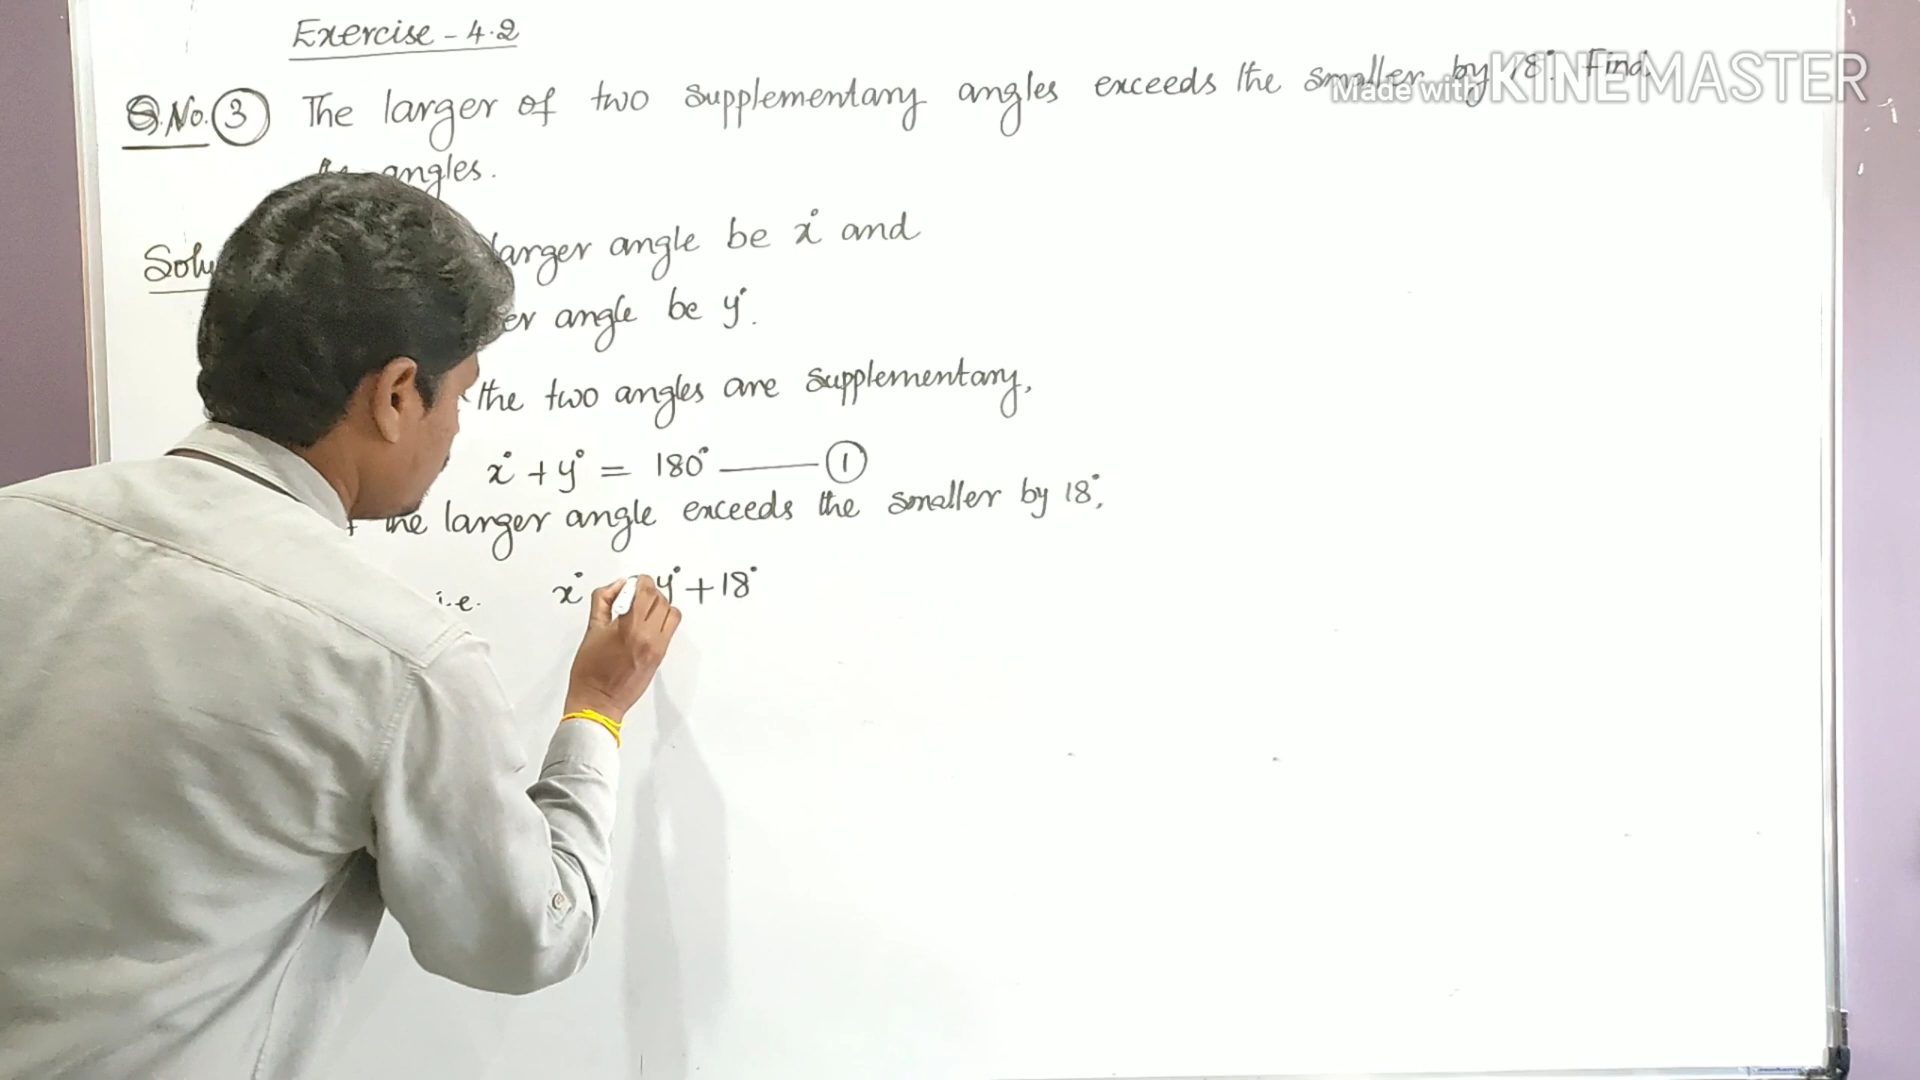 Exercise - 4.2
Q.No. 3 The larger of two supplementary angles exceeds the smaller by 18°. Find
Made with KINEMASTER
angles.
larger angle be x° and
angle be y°.
the two angles are supplementary,
x° + y° = 180° ——— 1
the larger angle exceeds the smaller by 18°,
i.e. x° y° + 18°